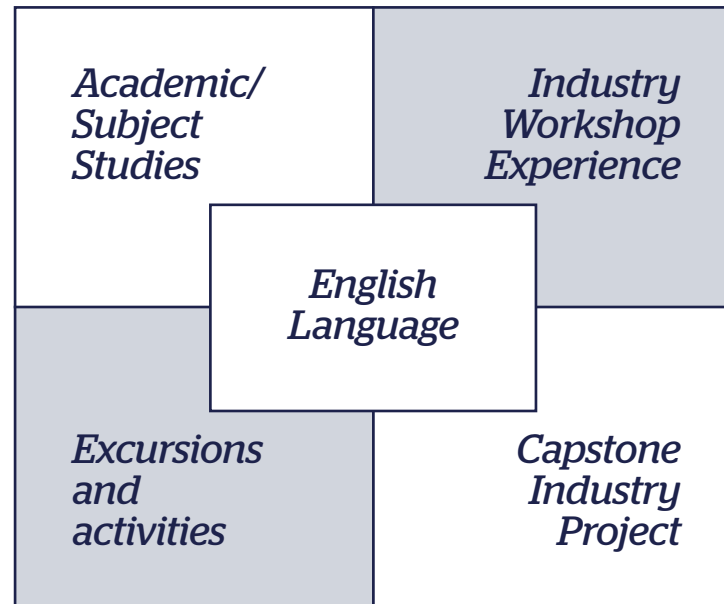 Academic/
Subject
Studies
Industry
Workshop
Experience
English
Language
Excursions
and
activities
Capstone
Industry
Project